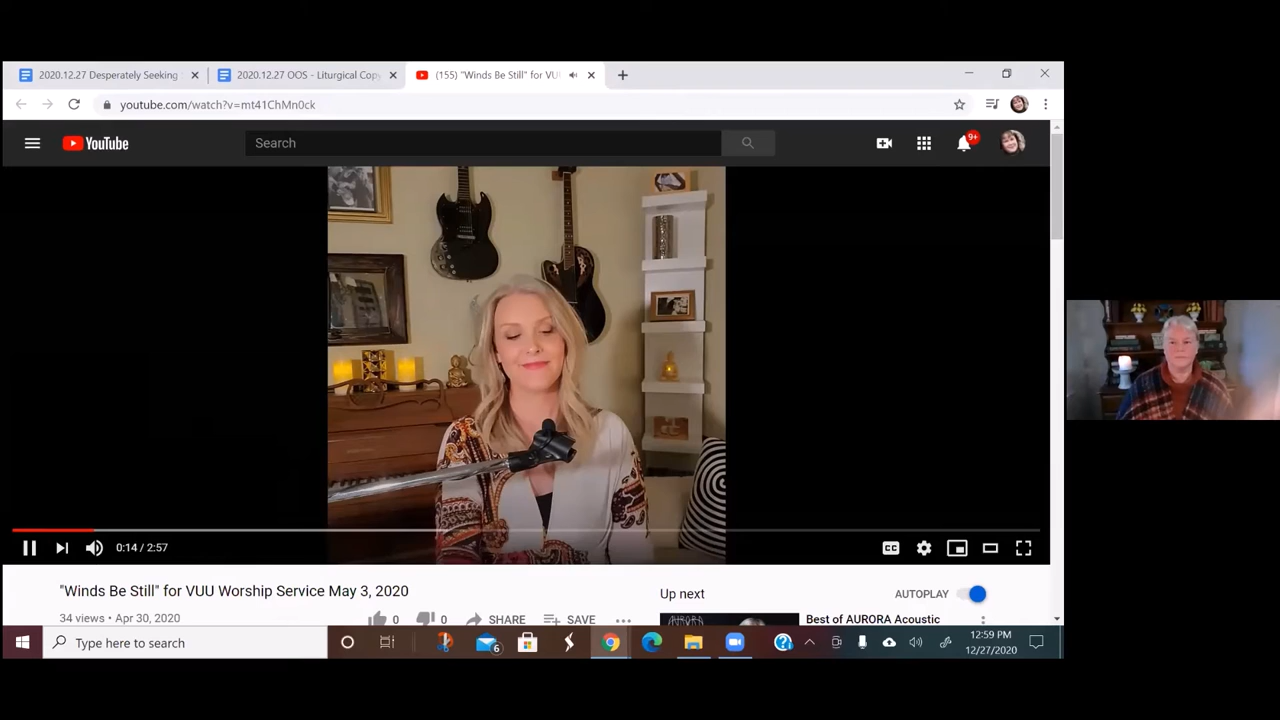 2020.12.27 Desperately Seeking
2020.12.27 OOS - Liturgical Copy
(155) "Winds Be Still" for VUU
youtube.com/watch?v=mt41ChMn0ck
YouTube
Search
9+
0:14 / 2:57
CC
"Winds Be Still" for VUU Worship Service May 3, 2020
34 views • Apr 30, 2020
0
0
SHARE
SAVE
Up next
AUTOPLAY
Best of AURORA Acoustic
Type here to search
6
12:59 PM
12/27/2020